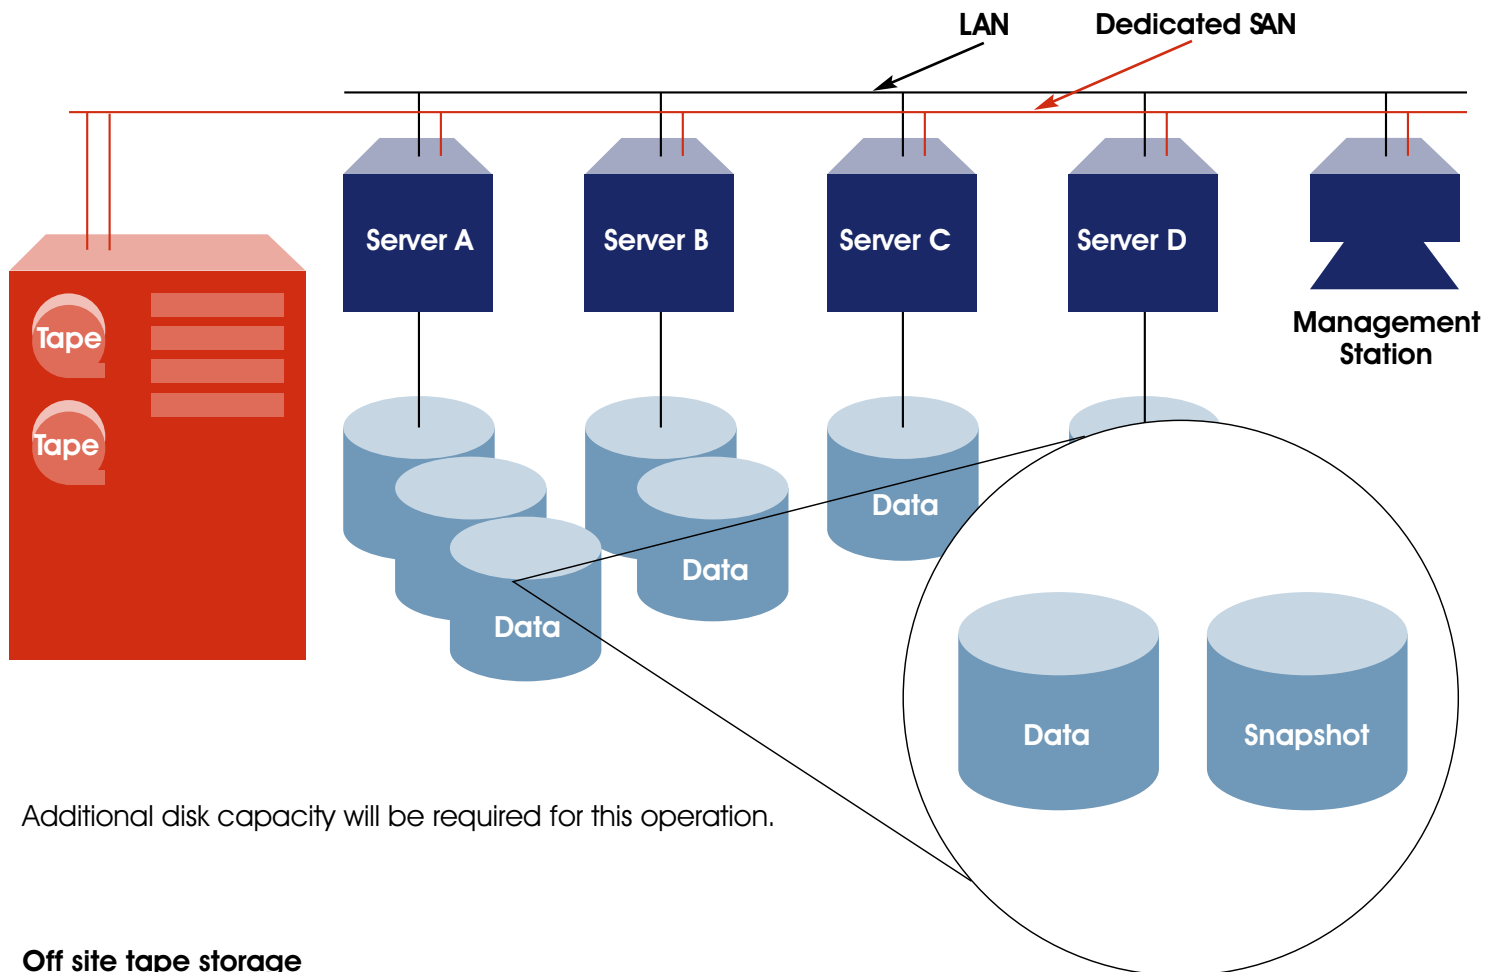 LAN
Dedicated SAN
Server A
Server B
Server C
Server D
Management
Station
Tape
Tape
Data
Data
Data
Data
Snapshot
Additional disk capacity will be required for this operation.
Off site tape storage